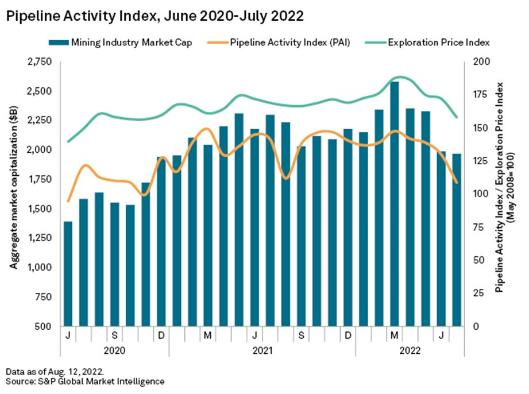 Pipeline Activity Index, June 2020-July 2022
Mining Industry Market Cap
Pipeline Activity Index (PAI)
Exploration Price Index
Aggregate market capitalization ($B)
2,750
2,500
2,250
2,000
1,750
1,500
1,250
1,000
750
500
200
175
150
125
100
75
50
25
0
Pipeline Activity Index / Exploration Price Index
(May 2008=100)
J S D M J S D M J
2020 2021 2022
Data as of Aug. 12, 2022.
Source: S&P Global Market Intelligence